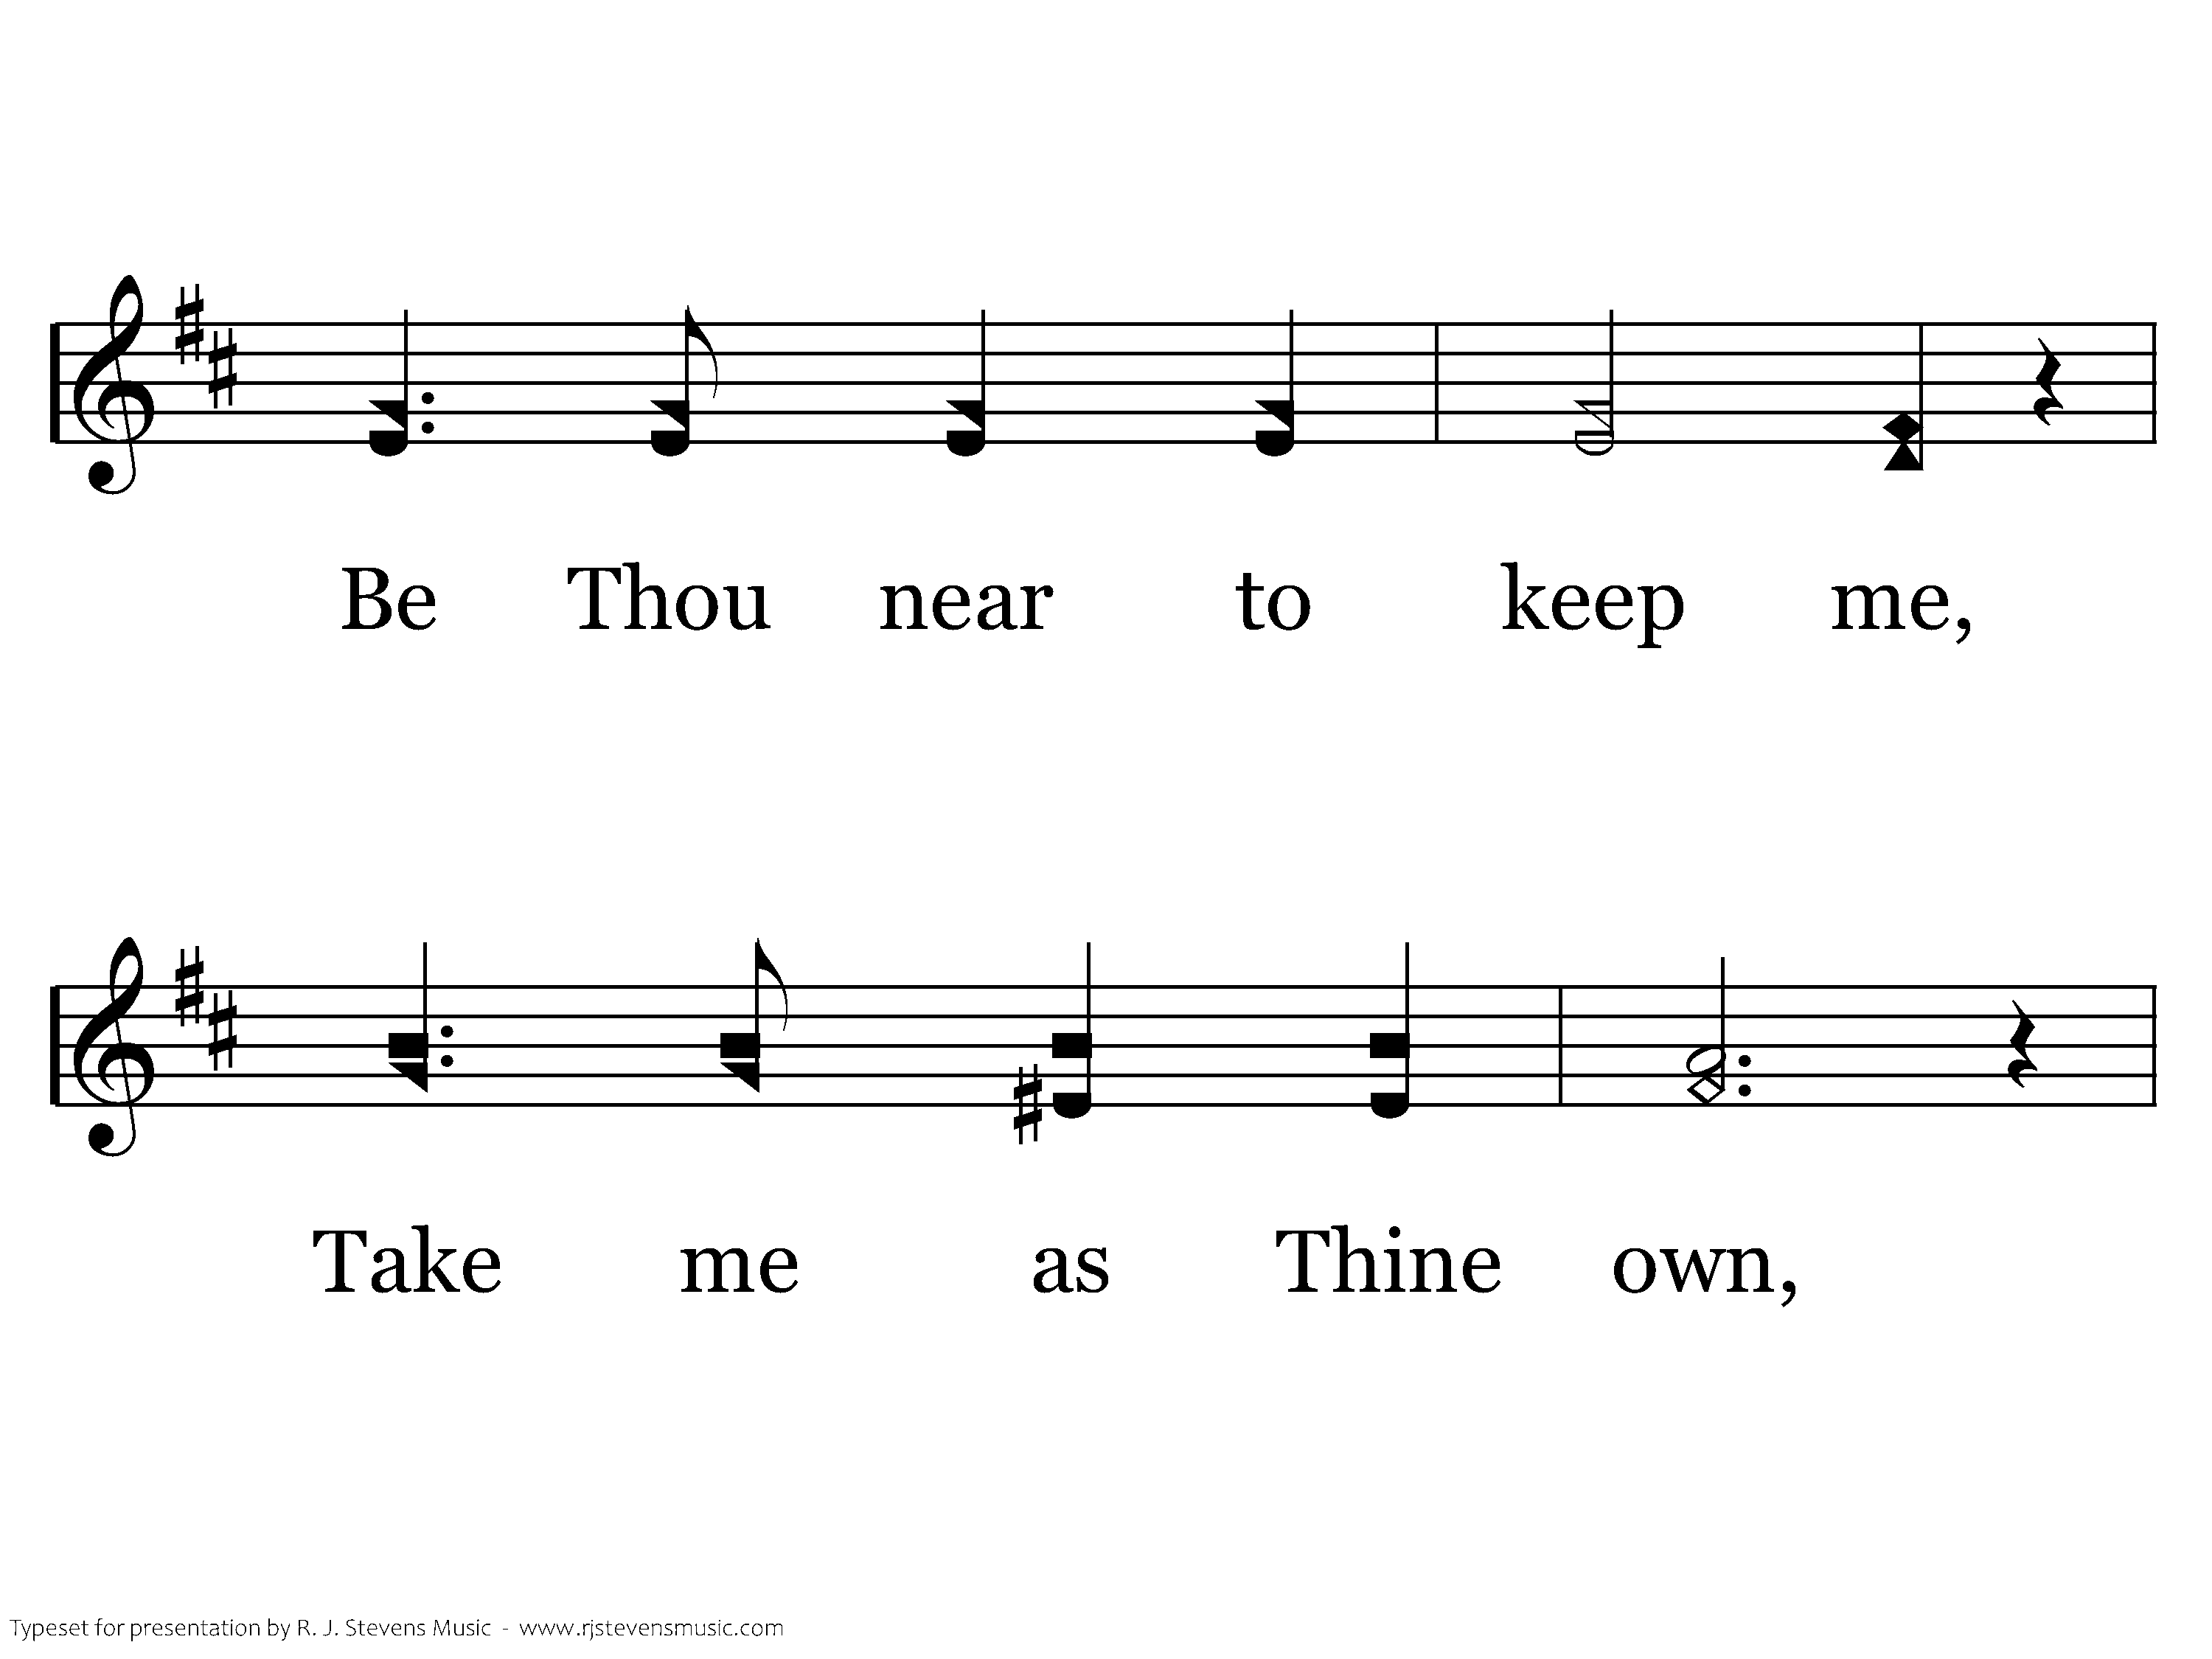 Be Thou near to keep me,
Take me as Thine own,
Typeset for presentation by R. J. Stevens Music - www.rjstevensmusic.com